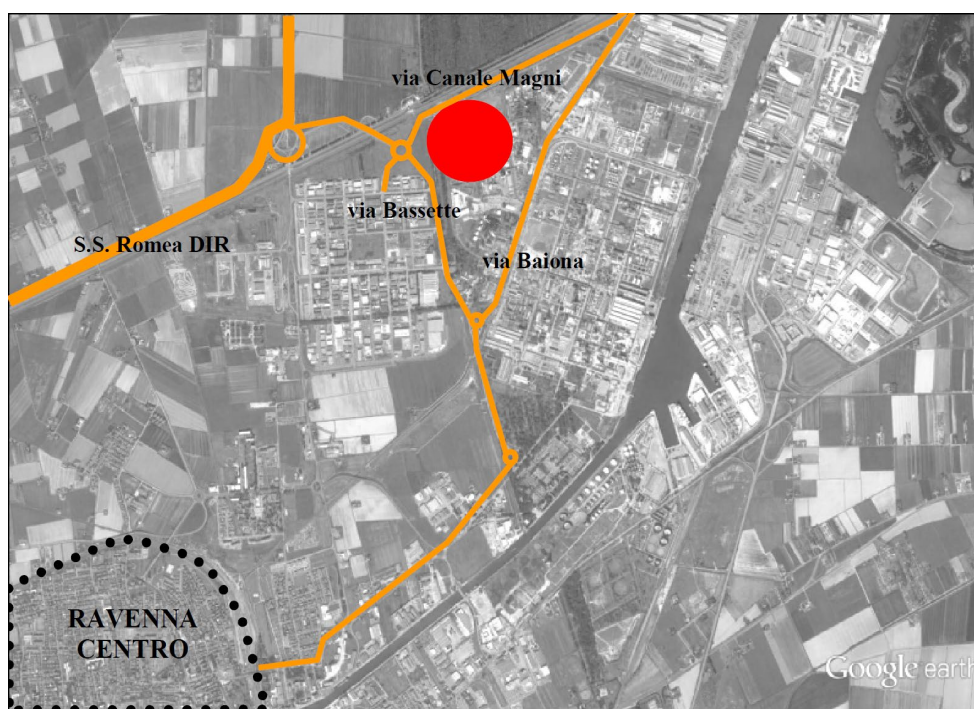 via Canale Magni
via Bassette
S.S. Romea DIR
via Baiona
RAVENNA
CENTRO
Google earth